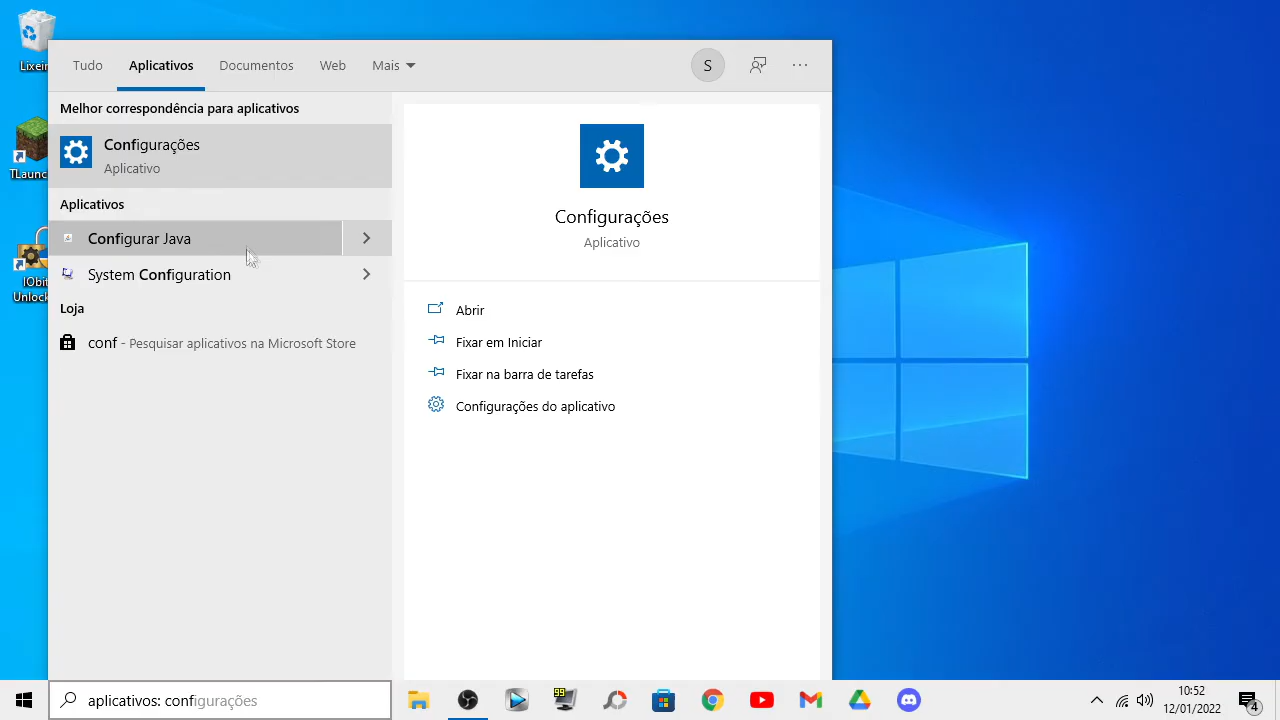 Lixeir
Tudo
Aplicativos
Documentos
Web
Mais
S
Melhor correspondência para aplicativos
Configurações
Aplicativo
Aplicativos
Configurar Java
System Configuration
Loja
conf - Pesquisar aplicativos na Microsoft Store
Configurações
Aplicativo
Abrir
Fixar em Iniciar
Fixar na barra de tarefas
Configurações do aplicativo
TLaunc
IObit
Unlock
aplicativos: configurações
99
10:52
12/01/2022
4